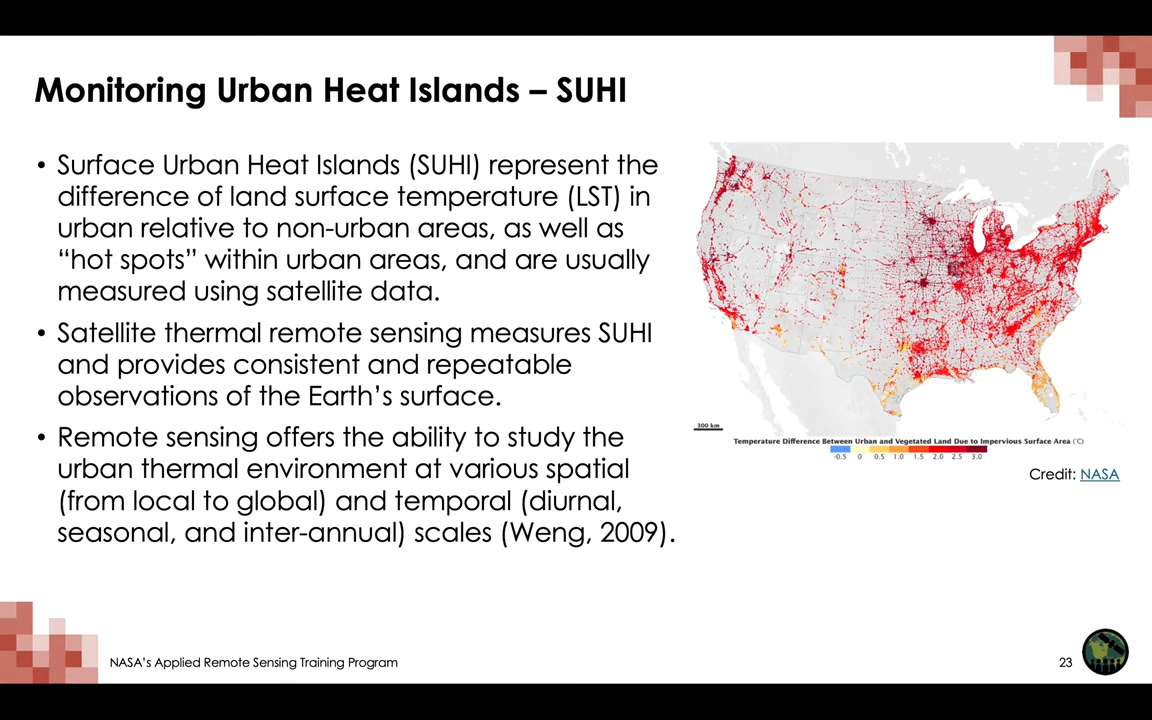 Monitoring Urban Heat Islands – SUHI
• Surface Urban Heat Islands (SUHI) represent the
difference of land surface temperature (LST) in
urban relative to non-urban areas, as well as
“hot spots” within urban areas, and are usually
measured using satellite data.
• Satellite thermal remote sensing measures SUHI
and provides consistent and repeatable
observations of the Earth’s surface.
• Remote sensing offers the ability to study the
urban thermal environment at various spatial
(from local to global) and temporal (diurnal,
seasonal, and inter-annual) scales (Weng, 2009).
300 km
Temperature Difference Between Urban and Vegetated Land Due to Impervious Surface Area (°C)
-0.5 0 0.5 1.0 1.5 2.0 2.5 3.0
Credit: NASA
NASA’s Applied Remote Sensing Training Program
23